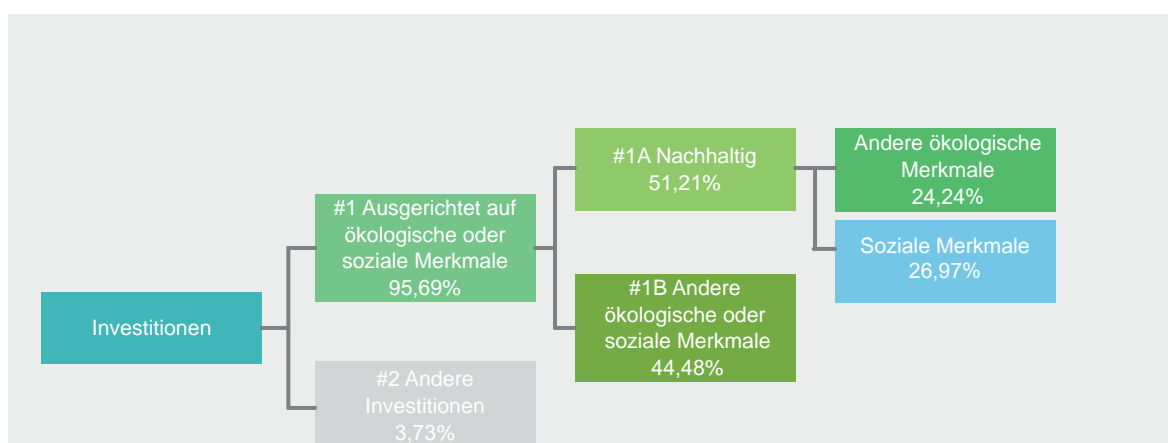 Investitionen
#1 Ausgerichtet auf
ökologische oder
soziale Merkmale
95,69%
#2 Andere
Investitionen
3,73%
#1A Nachhaltig
51,21%
#1B Andere
ökologische oder
soziale Merkmale
44,48%
Andere ökologische
Merkmale
24,24%
Soziale Merkmale
26,97%